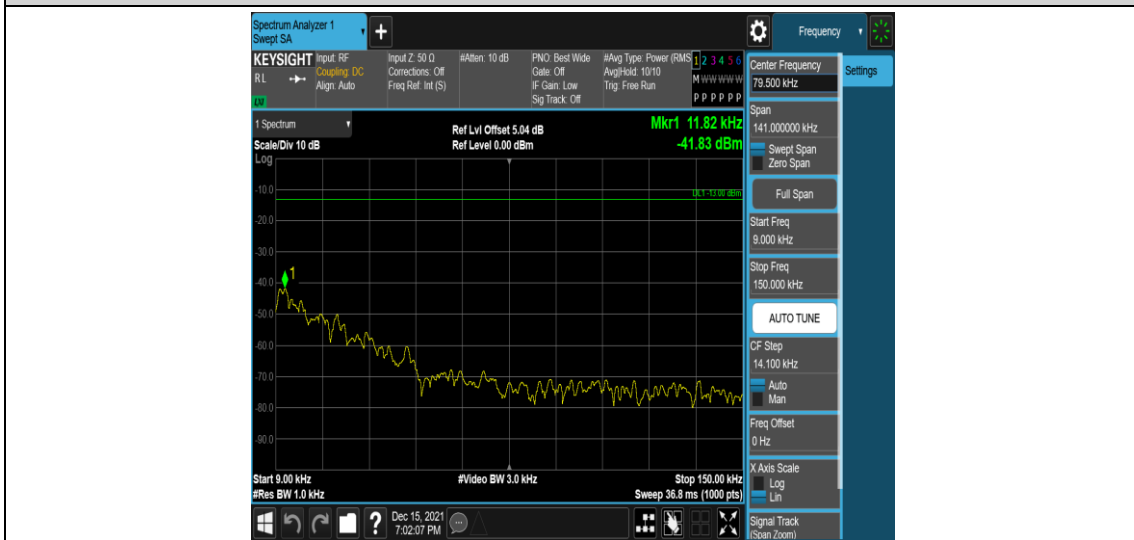 Spectrum Analyzer 1
Swept SA
+
Frequency
KEYSIGHT
RL
LXI
Input: RF
Coupling: DC
Align: Auto
Input Z: 50 Ω
Corrections: Off
Freq Ref: Int (S)
#Atten: 10 dB
PNO: Best Wide
Gate: Off
IF Gain: Low
Sig Track: Off
#Avg Type: Power (RMS
Avg|Hold: 10/10
Trig: Free Run
1 2 3 4 5 6
M W W W W W
P P P P P P
Center Frequency
79.500 kHz
Settings
1 Spectrum
Scale/Div 10 dB
Ref Lvl Offset 5.04 dB
Ref Level 0.00 dBm
Mkr1 11.82 kHz
-41.83 dBm
Span
141.000000 kHz
Swept Span
Zero Span
Full Span
Start Freq
9.000 kHz
Stop Freq
150.000 kHz
AUTO TUNE
CF Step
14.100 kHz
Auto
Man
Freq Offset
0 Hz
X Axis Scale
Log
Lin
Signal Track
(Span Zoom)
Log
-10.0
DL1 -13.00 dBm
-20.0
-30.0
-40.0
1
-50.0
-60.0
-70.0
-80.0
-90.0
Start 9.00 kHz
#Video BW 3.0 kHz
Stop 150.00 kHz
#Res BW 1.0 kHz
Sweep 36.8 ms (1000 pts)
?
Dec 15, 2021
7:02:07 PM